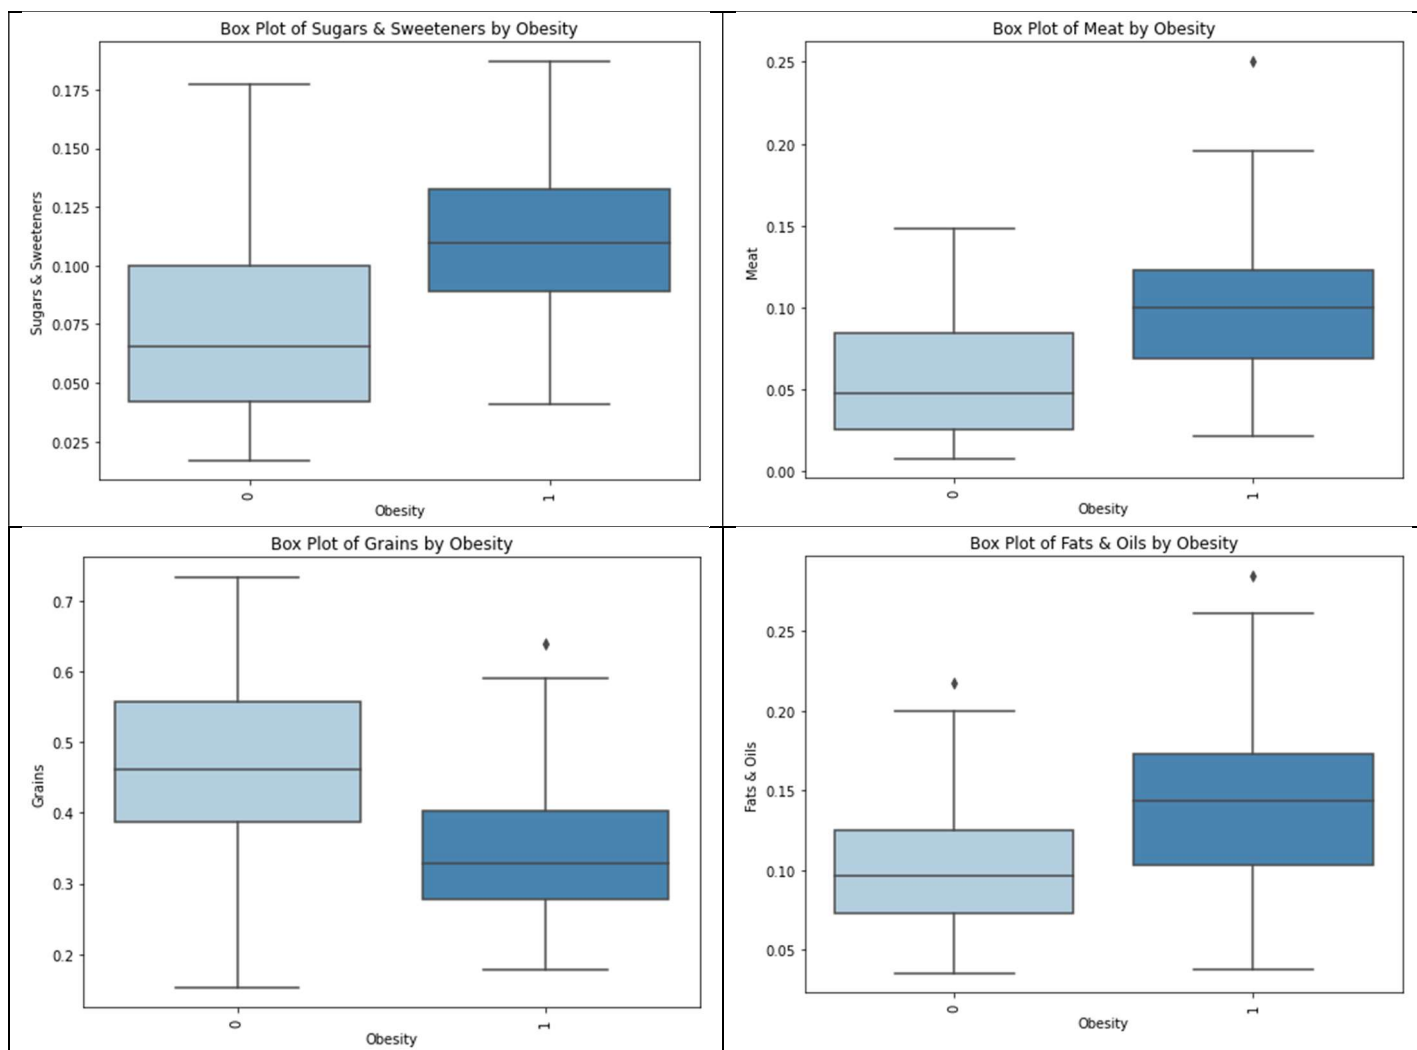 Box Plot of Sugars & Sweeteners by Obesity
Sugars & Sweeteners
0.175
0.150
0.125
0.100
0.075
0.050
0.025
0
1
Obesity
Box Plot of Meat by Obesity
Meat
0.25
0.20
0.15
0.10
0.05
0.00
0
1
Obesity
Box Plot of Grains by Obesity
Grains
0.7
0.6
0.5
0.4
0.3
0.2
0
1
Obesity
Box Plot of Fats & Oils by Obesity
Fats & Oils
0.25
0.20
0.15
0.10
0.05
0
1
Obesity